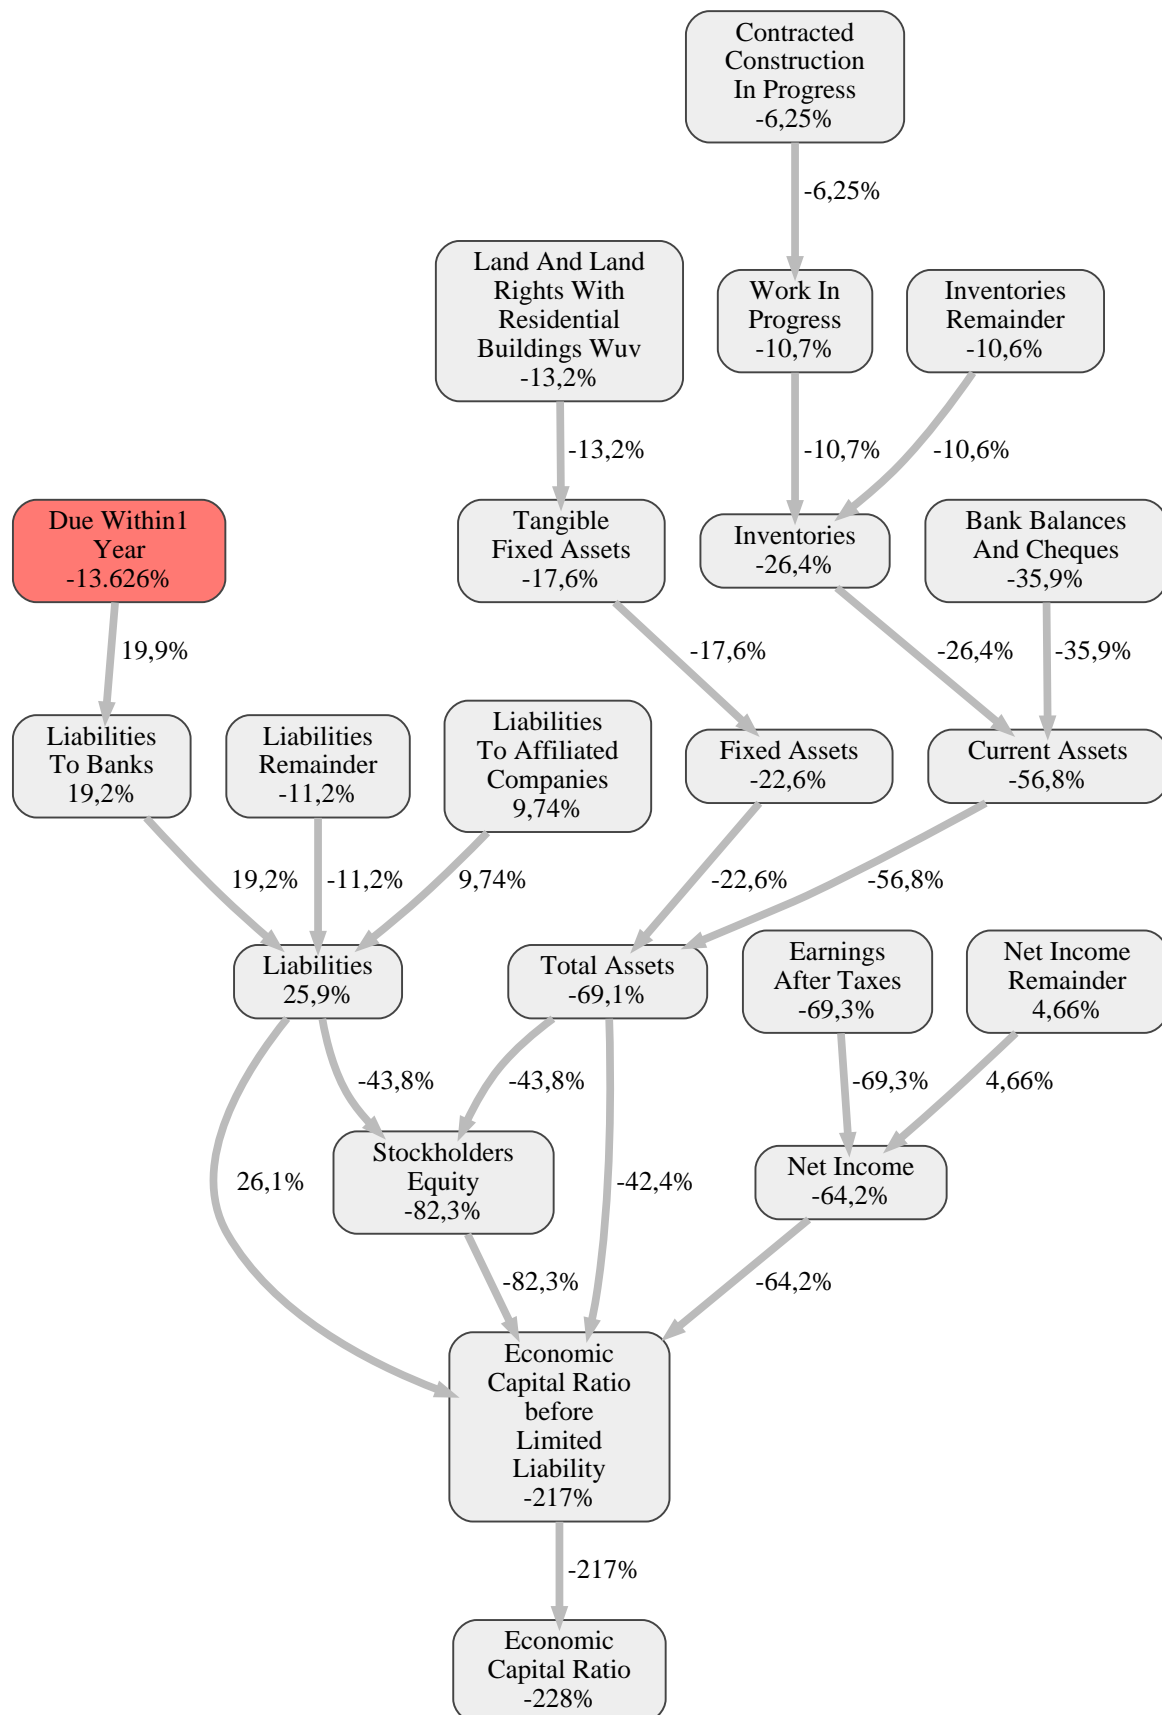 Contracted
Construction
In Progress
-6,25%
-6,25%
Land And Land
Rights With
Residential
Buildings Wuv
-13,2%
Work In
Progress
-10,7%
Inventories
Remainder
-10,6%
-13,2%
-10,7%
-10,6%
Due Within1
Year
-13.626%
Tangible
Fixed Assets
-17,6%
Inventories
-26,4%
Bank Balances
And Cheques
-35,9%
19,9%
-17,6%
-26,4%
-35,9%
Liabilities
To Banks
19,2%
Liabilities
Remainder
-11,2%
Liabilities
To Affiliated
Companies
9,74%
Fixed Assets
-22,6%
Current Assets
-56,8%
19,2%
-11,2%
9,74%
-22,6%
-56,8%
Liabilities
25,9%
Total Assets
-69,1%
Earnings
After Taxes
-69,3%
Net Income
Remainder
4,66%
-43,8%
-43,8%
-69,3%
4,66%
26,1%
Stockholders
Equity
-82,3%
-42,4%
Net Income
-64,2%
-82,3%
-64,2%
Economic
Capital Ratio
before
Limited
Liability
-217%
-217%
Economic
Capital Ratio
-228%